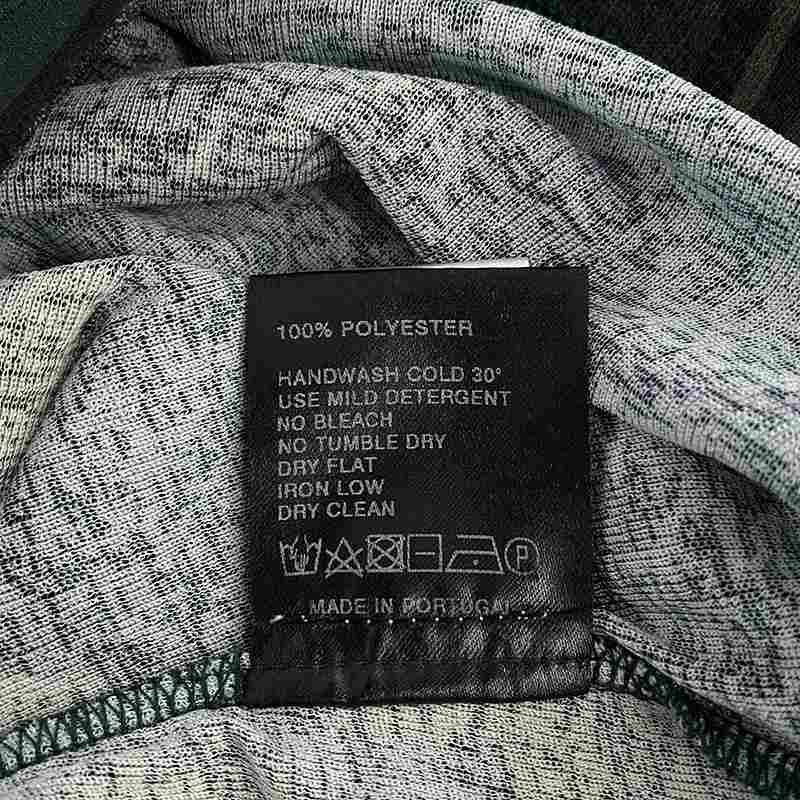 100% POLYESTER
HANDWASH COLD 30°
USE MILD DETERGENT
NO BLEACH
NO TUMBLE DRY
DRY FLAT
IRON LOW
DRY CLEAN
P
MADE IN PORTUGAL